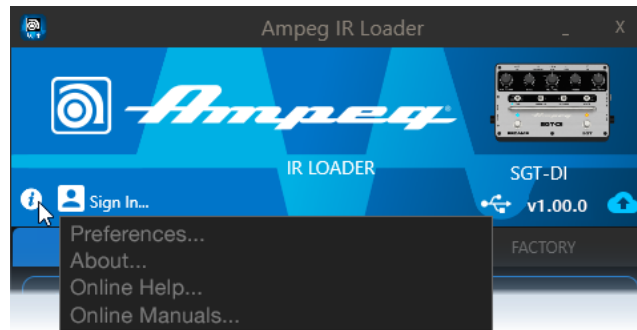 Ampeg IR Loader
Ampeg
IR LOADER
SGT-DI
Sign In...
v1.00.0
Preferences...
FACTORY
About...
Online Help...
Online Manuals...